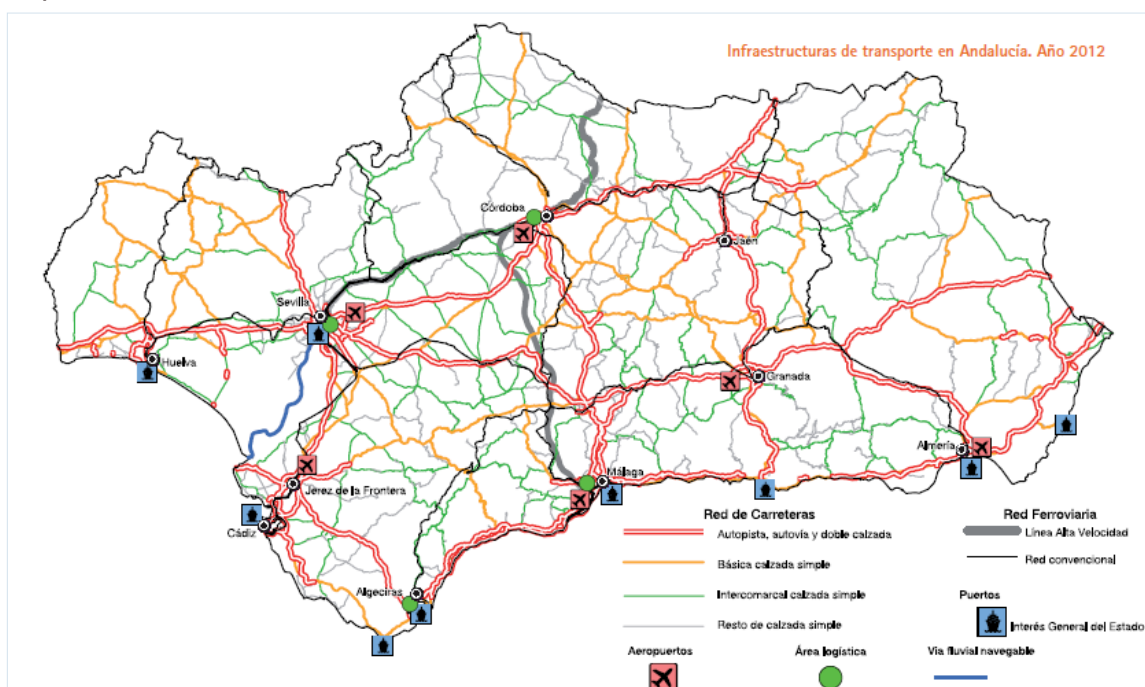 Infraestructuras de transporte en Andalucía. Año 2012
Córdoba
Jaén
Sevilla
Huelva
Granada
Almería
Málaga
Jerez de la Frontera
Cádiz
Algeciras
Red de Carreteras
Autopista, autovía y doble calzada
Básica calzada simple
Intercomarcal calzada simple
Resto de calzada simple
Red Ferroviaria
Línea Alta Velocidad
Red convencional
Puertos
Interés General del Estado
Aeropuertos
Área logística
Via fluvial navegable